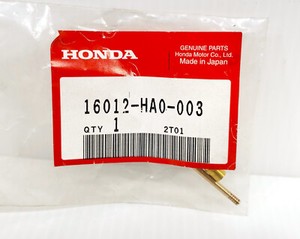 HONDA
GENUINE PARTS
Honda Motor Co., Ltd.
Made in Japan
16012-HA0-003
QTY 1 2T01